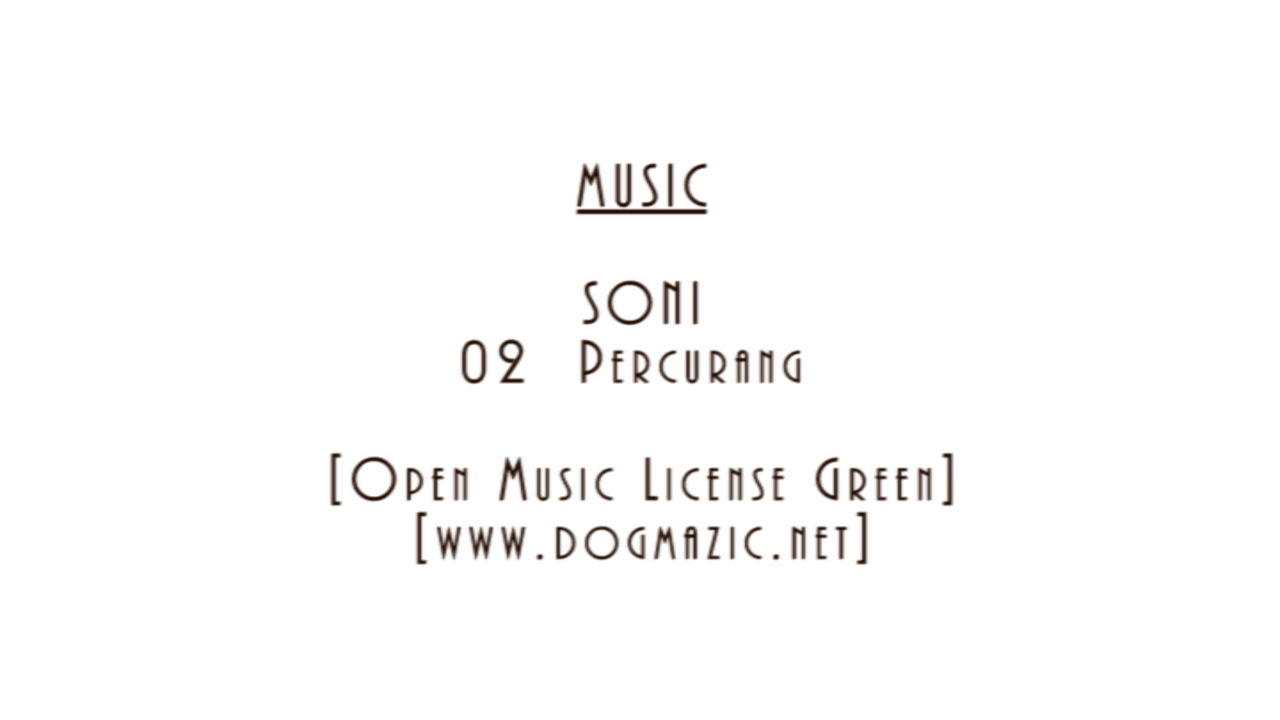 MUSIC
SONI
02 Percurang
[Open Music License Green]
[www.dogmazic.net]